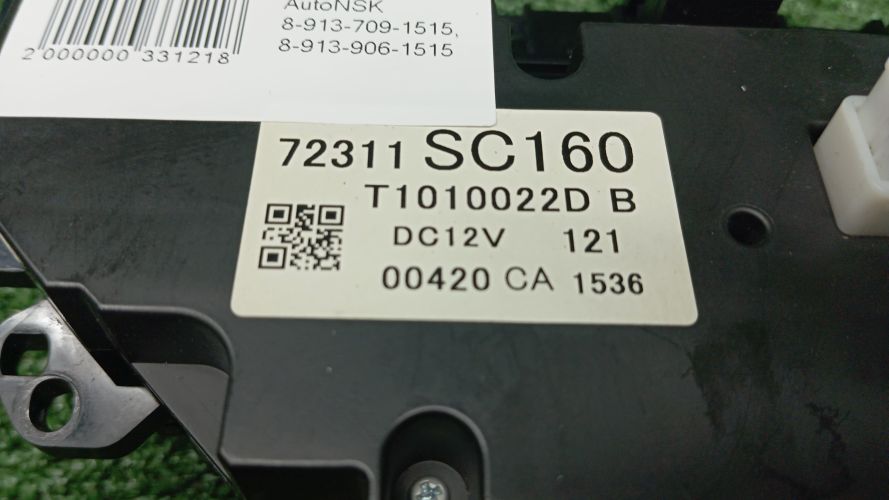 AutoNSK
8-913-709-1515,
8-913-906-1515
2 000000 331218
72311 SC160
T1010022D B
DC12V 121
00420 CA 1536